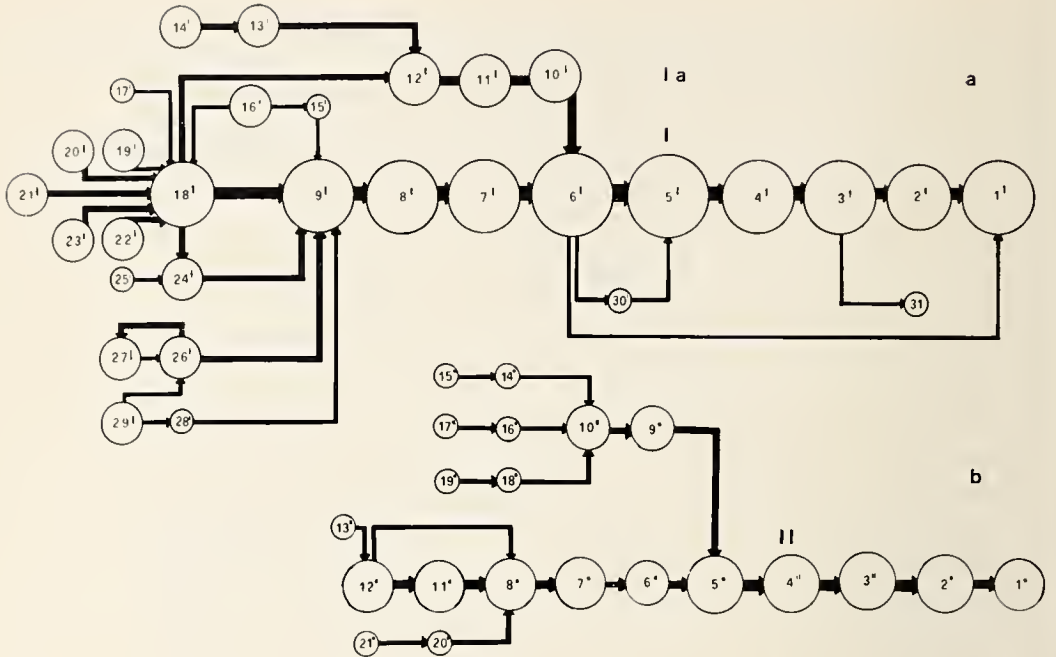 14' 13'
12' 11' 10' I a a
17' 16' 15'
I
20' 19'
21' 18' 9' 8' 7' 6' 5' 4' 3' 2' 1'
23' 22'
25 24'
30' 31
27' 26'
29' 28'
15" 14"
17" 16" 10" 9"
19" 18" b
13" II
12" 11" 8" 7" 6" 5" 4" 3" 2" 1"
21" 20"